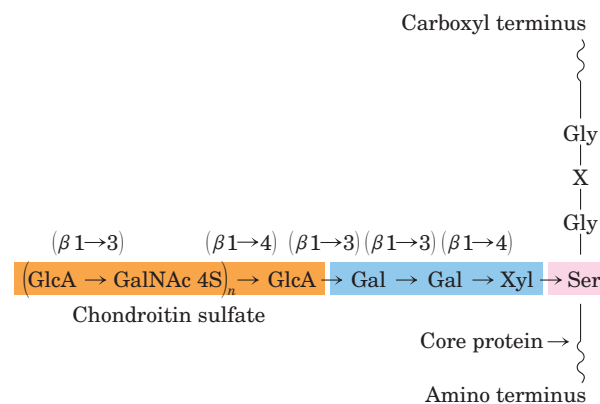 Carboxyl terminus
Gly
X
Gly
(β1→3) (β1→4) (β1→3) (β1→3) (β1→4)
(GlcA → GalNAc 4S)n → GlcA → Gal → Gal → Xyl → Ser
Chondroitin sulfate
Core protein →
Amino terminus